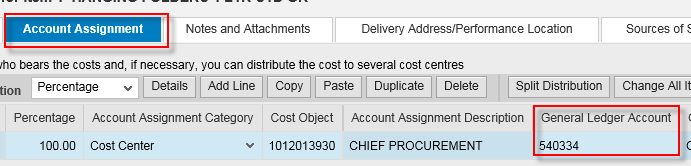 Account Assignment Notes and Attachments Delivery Address/Performance Location Sources of S
who bears the costs and, if necessary, you can distribute the cost to several cost centres
tion Percentage Details Add Line Copy Paste Duplicate Delete Split Distribution Change All It
Percentage Account Assignment Category Cost Object Account Assignment Description General Ledger Account
100.00 Cost Center 1012013930 CHIEF PROCUREMENT 540334